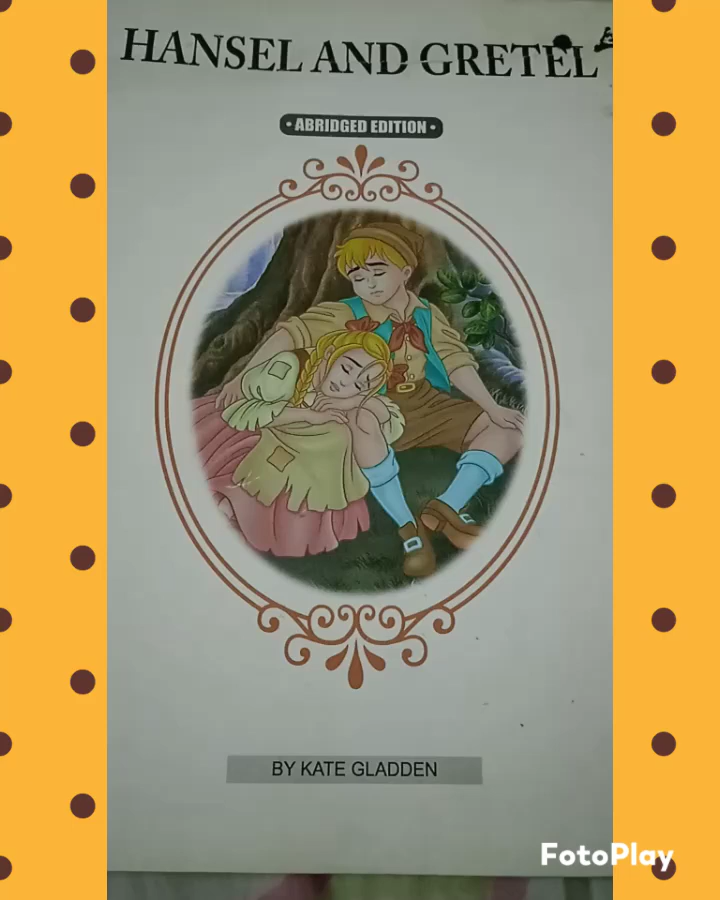 HANSEL AND GRETEL
• ABRIDGED EDITION •
BY KATE GLADDEN
FotoPlay